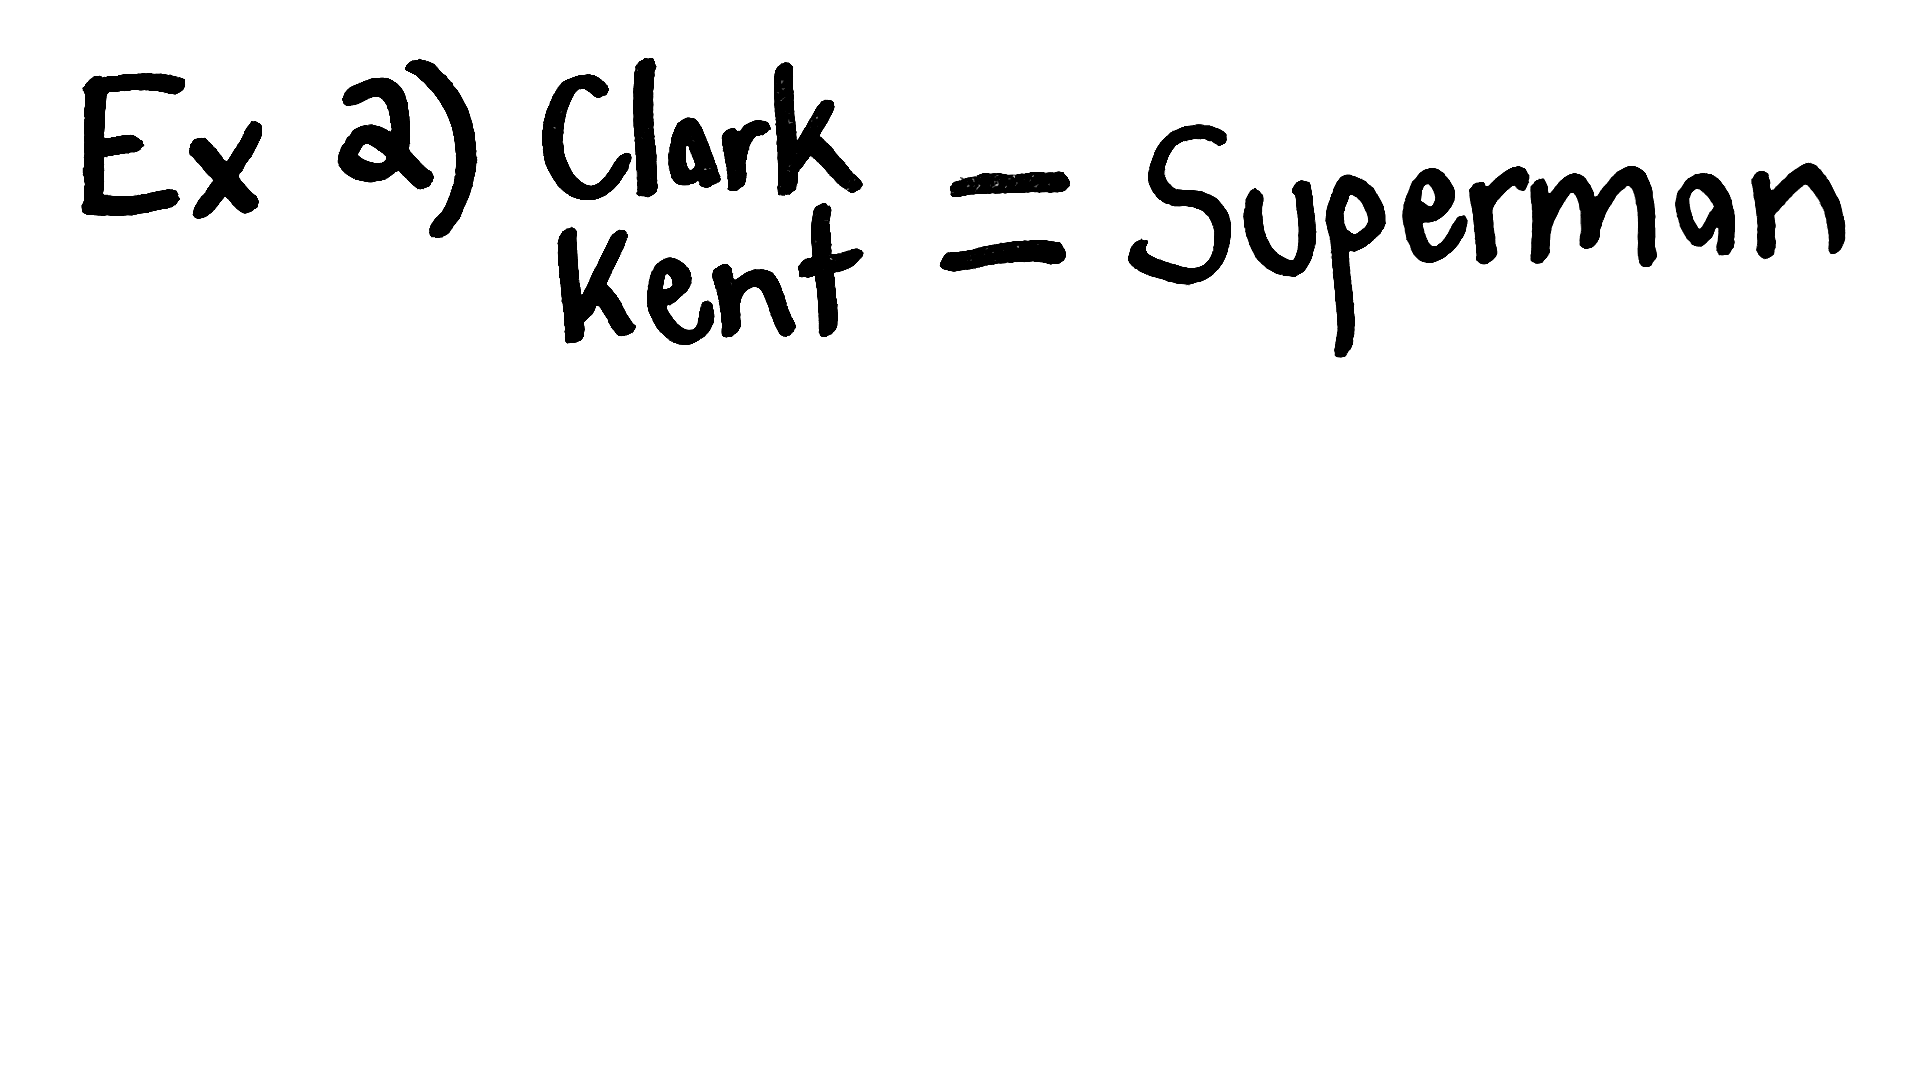 Ex 2) Clark Kent = Superman